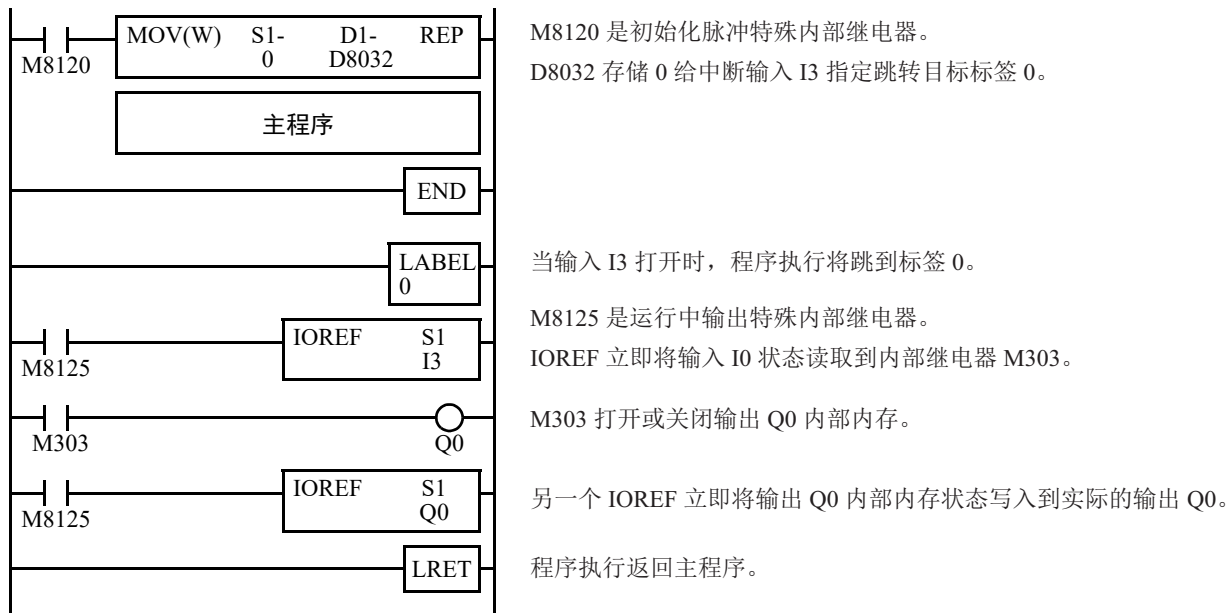 MOV(W) S1- D1- REP
0 D8032
M8120
M8120 是初始化脉冲特殊内部继电器。
D8032 存储 0 给中断输入 I3 指定跳转目标标签 0。
主程序
END
LABEL
0
当输入 I3 打开时，程序执行将跳到标签 0。
IOREF S1
I3
M8125
M8125 是运行中输出特殊内部继电器。
IOREF 立即将输入 I0 状态读取到内部继电器 M303。
M303 Q0
M303 打开或关闭输出 Q0 内部内存。
IOREF S1
Q0
M8125
另一个 IOREF 立即将输出 Q0 内部内存状态写入到实际的输出 Q0。
LRET
程序执行返回主程序。